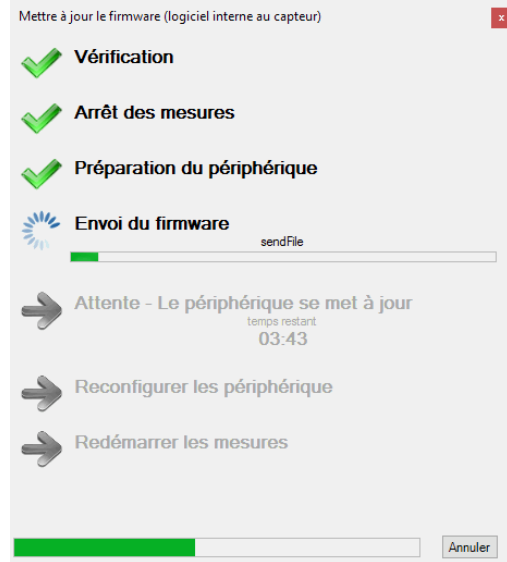 Mettre à jour le firmware (logiciel interne au capteur)
x
Vérification
Arrêt des mesures
Préparation du périphérique
Envoi du firmware
sendFile
Attente - Le périphérique se met à jour
temps restant
03:43
Reconfigurer les périphérique
Redémarrer les mesures
Annuler